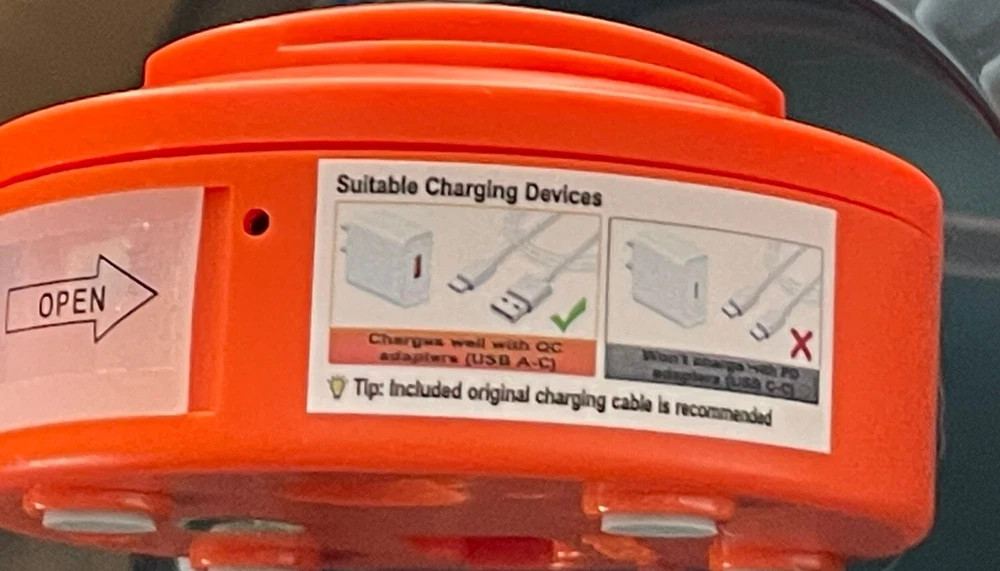 OPEN
Suitable Charging Devices
Charges well with QC
adapters (USB A-C)
Won't charge with PD
adapters (USB C-C)
Tip: Included original charging cable is recommended